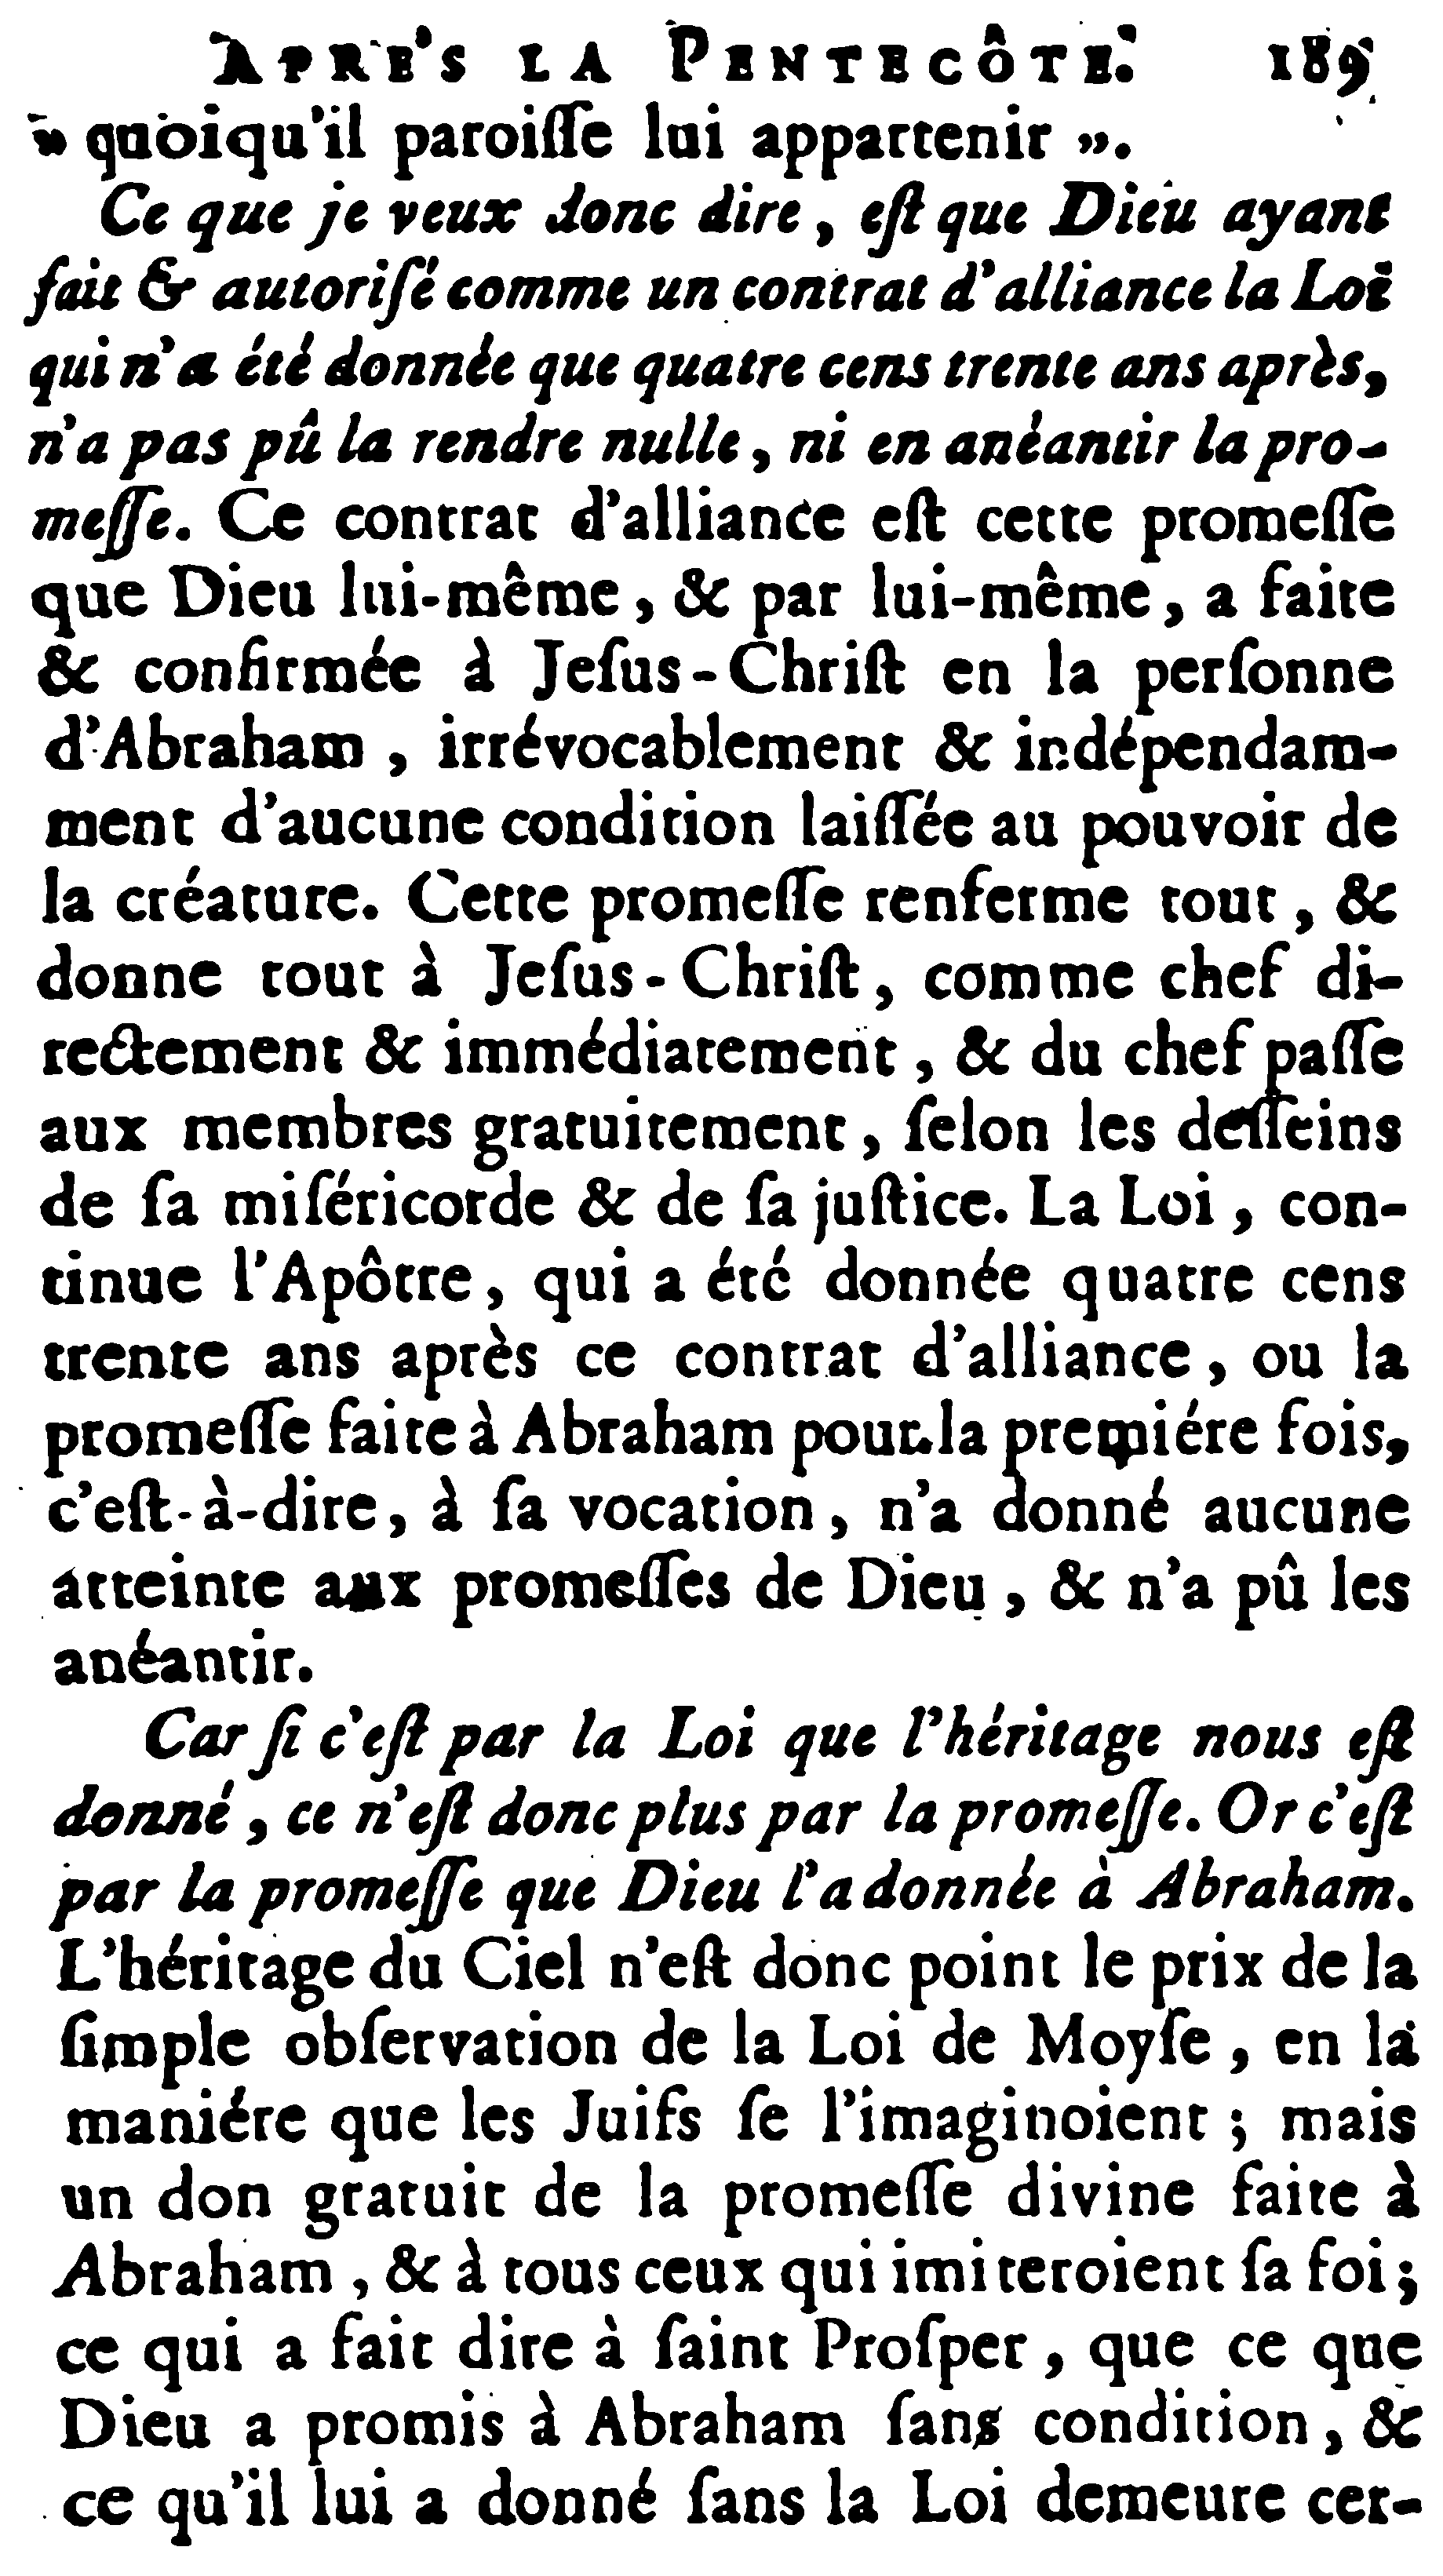 APRE'S LA PENTECÔTE. 189
» quoiqu'il paroiſſe lui appartenir ».
Ce que je veux donc dire, eſt que Dieu ayant
fait & autoriſé comme un contrat d'alliance la Loi
qui n'a été donnée que quatre cens trente ans après,
n'a pas pû la rendre nulle, ni en anéantir la pro-
meſſe. Ce contrat d'alliance eſt cette promeſſe
que Dieu lui-même, & par lui-même, a faite
& confirmée à Jeſus-Chriſt en la perſonne
d'Abraham, irrévocablement & indépendam-
ment d'aucune condition laiſſée au pouvoir de
la créature. Cette promeſſe renferme tout, &
donne tout à Jeſus-Chriſt, comme chef di-
rectement & immédiatement, & du chef paſſe
aux membres gratuitement, ſelon les deſſeins
de ſa miſéricorde & de ſa juſtice. La Loi, con-
tinue l'Apôtre, qui a été donnée quatre cens
trente ans après ce contrat d'alliance, ou la
promeſſe faite à Abraham pour la premiére fois,
c'eſt-à-dire, à ſa vocation, n'a donné aucune
atteinte aux promeſſes de Dieu, & n'a pû les
anéantir.
Car ſi c'eſt par la Loi que l'héritage nous eſt
donné, ce n'eſt donc plus par la promeſſe. Or c'eſt
par la promeſſe que Dieu l'a donnée à Abraham.
L'héritage du Ciel n'eſt donc point le prix de la
ſimple obſervation de la Loi de Moyſe, en la
maniére que les Juifs ſe l'imaginoient; mais
un don gratuit de la promeſſe divine faite à
Abraham, & à tous ceux qui imiteroient ſa foi;
ce qui a fait dire à ſaint Proſper, que ce que
Dieu a promis à Abraham ſans condition, &
ce qu'il lui a donné ſans la Loi demeure cer-